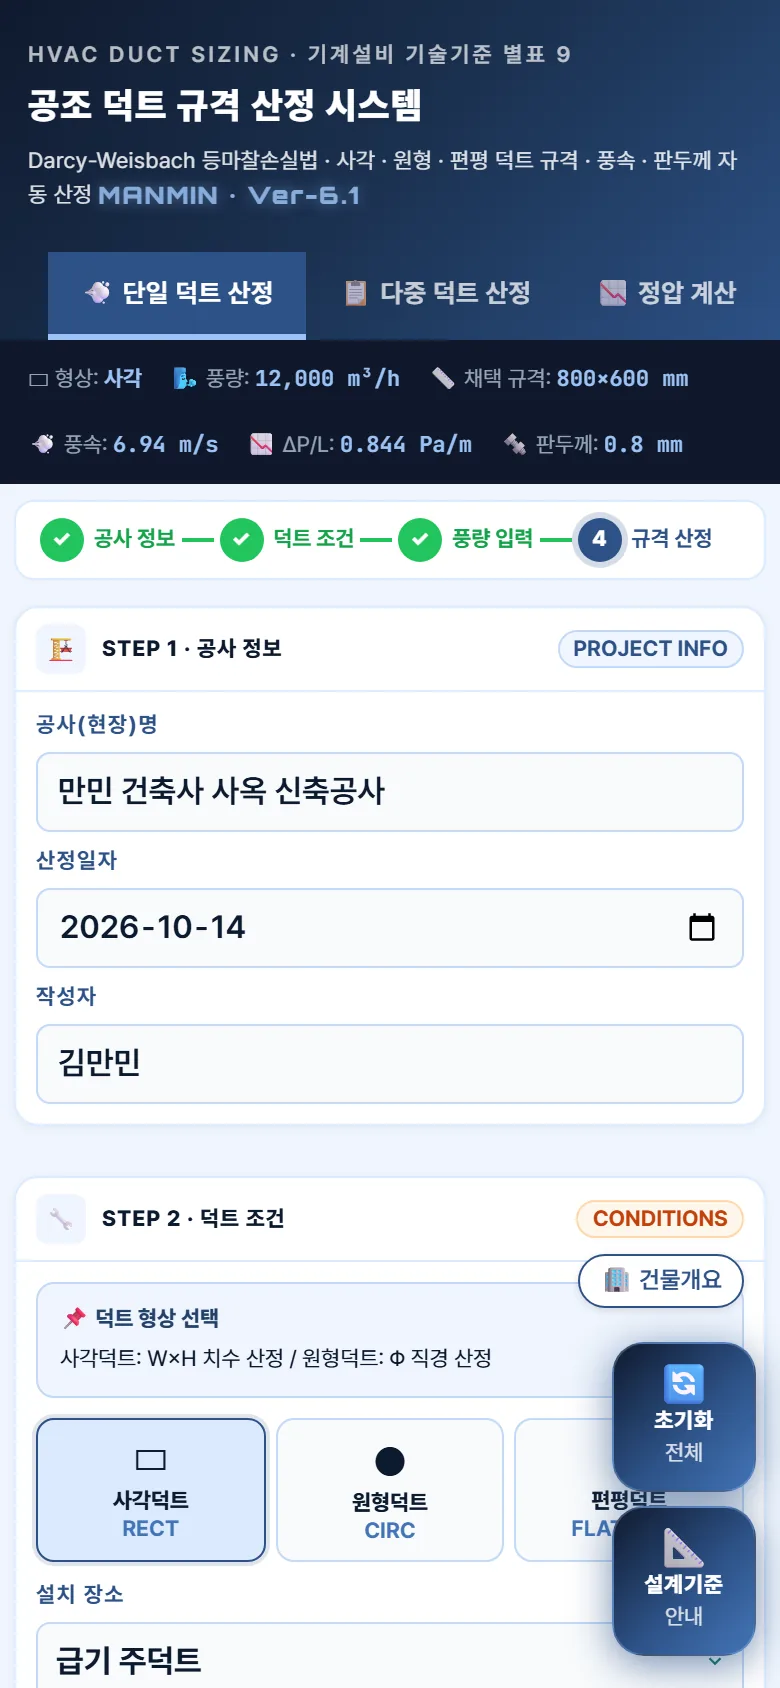 HVAC DUCT SIZING · 기계설비 기술기준 별표 9
공조 덕트 규격 산정 시스템
Darcy-Weisbach 등마찰손실법 · 사각 · 원형 · 편평 덕트 규격 · 풍속 · 판두께 자
동 산정 MANMIN · Ver-6.1
단일 덕트 산정 다중 덕트 산정 정압 계산
형상: 사각 풍량: 12,000 m³/h 채택 규격: 800×600 mm
풍속: 6.94 m/s ΔP/L: 0.844 Pa/m 판두께: 0.8 mm
공사 정보 덕트 조건 풍량 입력 4 규격 산정
STEP 1 · 공사 정보 PROJECT INFO
공사(현장)명
만민 건축사 사옥 신축공사
산정일자
2026-10-14
작성자
김만민
STEP 2 · 덕트 조건 CONDITIONS
건물개요
덕트 형상 선택
사각덕트: W×H 치수 산정 / 원형덕트: Φ 직경 산정
초기화
전체
사각덕트 원형덕트 편평덕트
RECT CIRC
설계기준
안내
설치 장소
급기 주덕트